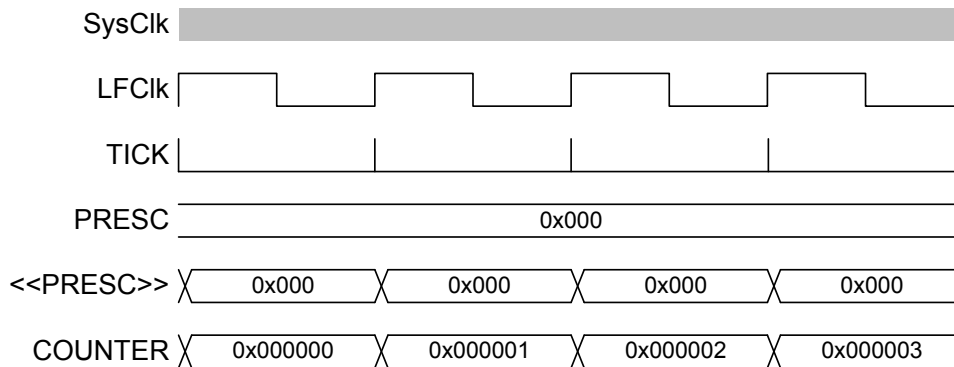 SysClk
LFClk
TICK
PRESC 0x000
<<PRESC>> 0x000 0x000 0x000 0x000
COUNTER 0x000000 0x000001 0x000002 0x000003